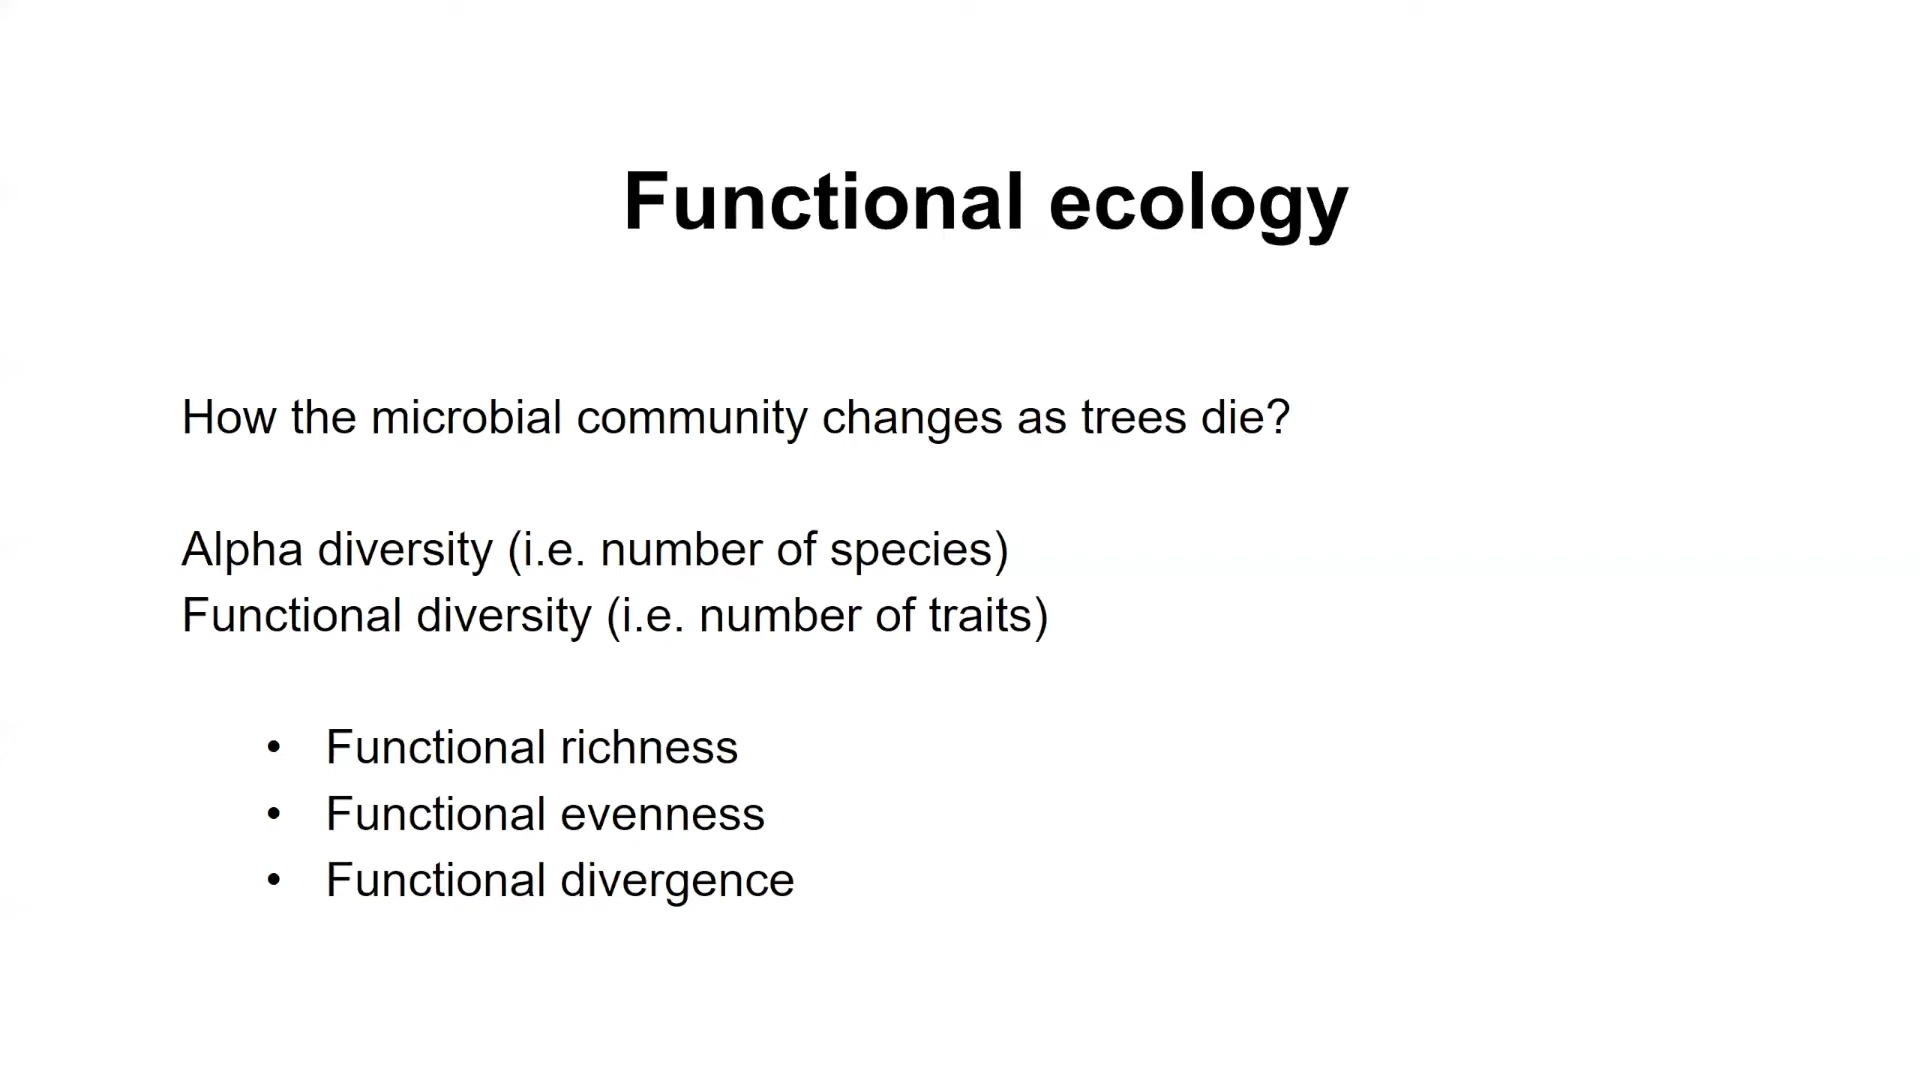 Functional ecology
How the microbial community changes as trees die?
Alpha diversity (i.e. number of species)
Functional diversity (i.e. number of traits)
• Functional richness
• Functional evenness
• Functional divergence